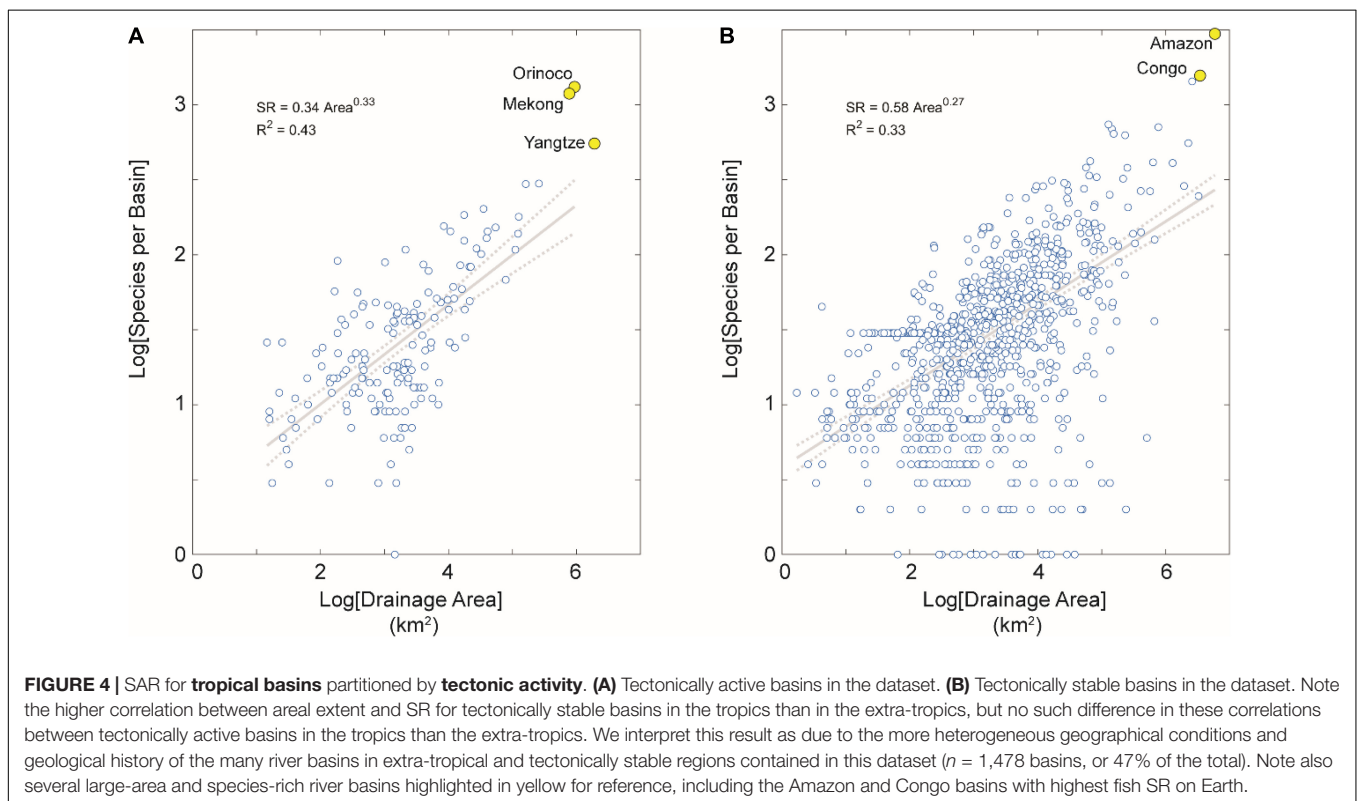 A
Orinoco
Mekong
Yangtze
SR = 0.34 Area^0.33
R² = 0.43
3
2
1
0
Log[Species per Basin]
0 2 4 6
Log[Drainage Area]
(km²)
B
Amazon
Congo
SR = 0.58 Area^0.27
R² = 0.33
3
2
1
0
Log[Species per Basin]
0 2 4 6
Log[Drainage Area]
(km²)
FIGURE 4 | SAR for tropical basins partitioned by tectonic activity. (A) Tectonically active basins in the dataset. (B) Tectonically stable basins in the dataset. Note
the higher correlation between areal extent and SR for tectonically stable basins in the tropics than in the extra-tropics, but no such difference in these correlations
between tectonically active basins in the tropics than the extra-tropics. We interpret this result as due to the more heterogeneous geographical conditions and
geological history of the many river basins in extra-tropical and tectonically stable regions contained in this dataset (n = 1,478 basins, or 47% of the total). Note also
several large-area and species-rich river basins highlighted in yellow for reference, including the Amazon and Congo basins with highest fish SR on Earth.